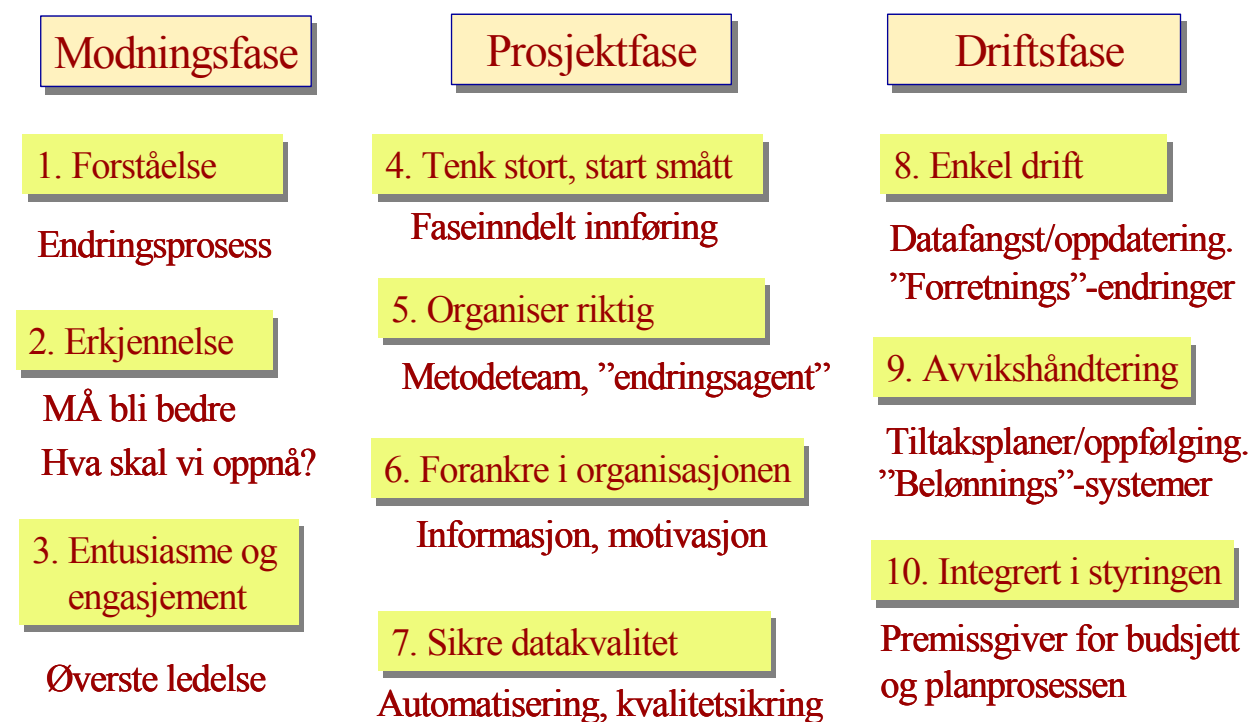 Modningsfase
1. Forståelse
Endringsprosess
2. Erkjennelse
MÅ bli bedre
Hva skal vi oppnå?
3. Entusiasme og
engasjement
Øverste ledelse
Prosjektfase
4. Tenk stort, start smått
Faseinndelt innføring
5. Organiser riktig
Metodeteam, ”endringsagent”
6. Forankre i organisasjonen
Informasjon, motivasjon
7. Sikre datakvalitet
Automatisering, kvalitetsikring
Driftsfase
8. Enkel drift
Datafangst/oppdatering.
”Forretnings”-endringer
9. Avvikshåndtering
Tiltaksplaner/oppfølging.
”Belønnings”-systemer
10. Integrert i styringen
Premissgiver for budsjett
og planprosessen